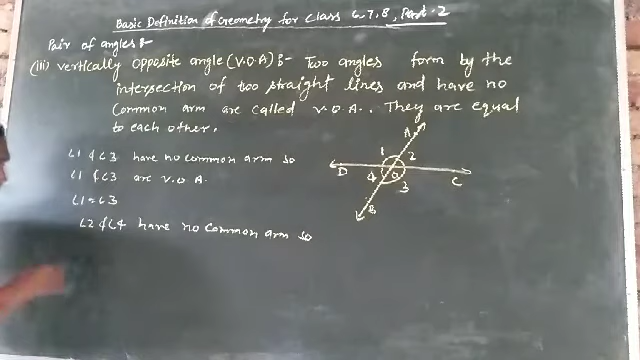 Basic Definition of Geometry for Class 6, 7, 8, Part-2
Pair of angles:-
(iii) Vertically opposite angle (V.O.A):- Two angles form by the
intersection of two straight lines and have no
Common arm are called V.O.A.. They are equal
to each other.
∠1 & ∠3 have no common arm so
∠1 & ∠3 are V.O.A.
∠1 = ∠3
∠2 & ∠4 have no common arm so
A
1
2
D
4
O
3
C
B